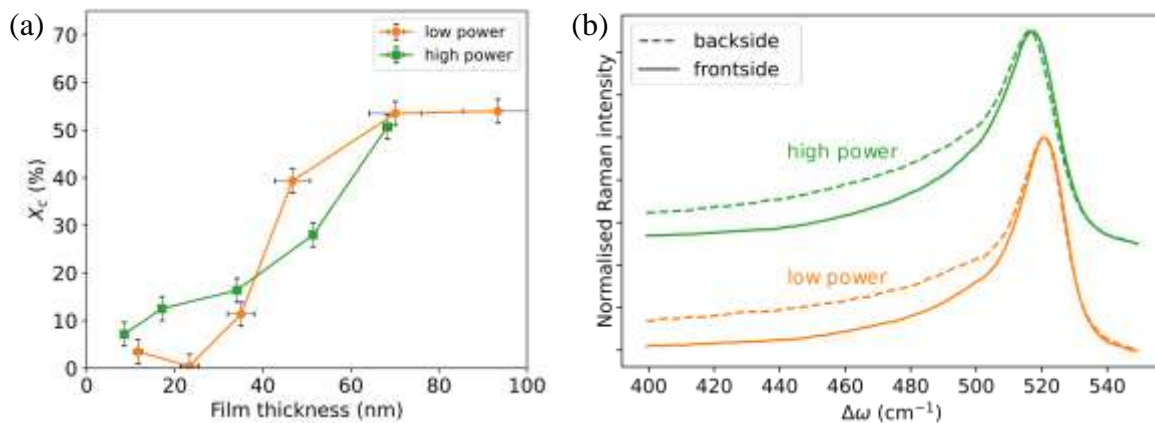 (a)
70
60
50
40
30
20
10
0
X_c (%)
low power
high power
0 20 40 60 80 100
Film thickness (nm)
(b)
backside
frontside
high power
low power
Normalised Raman intensity
400 420 440 460 480 500 520 540
Δω (cm⁻¹)